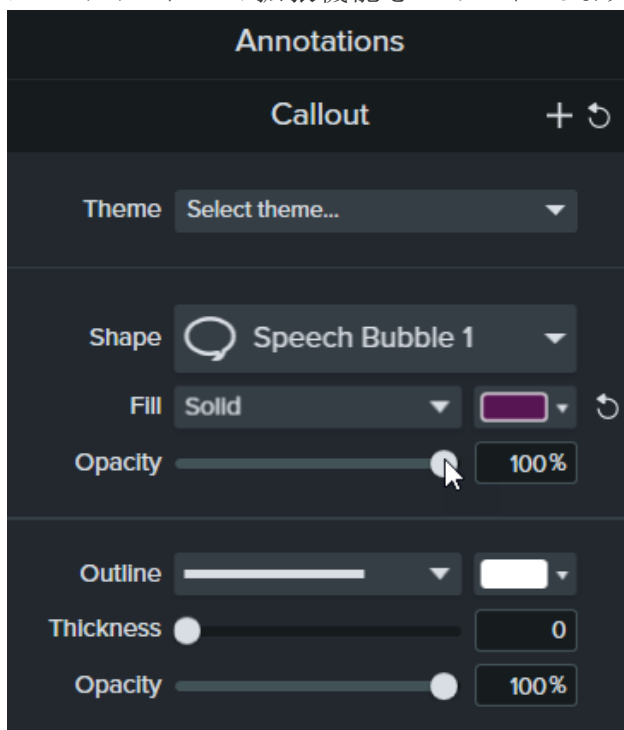 Annotations
Callout
Theme Select theme...
Shape Speech Bubble 1
Fill Solid
Opacity 100%
Outline
Thickness 0
Opacity 100%